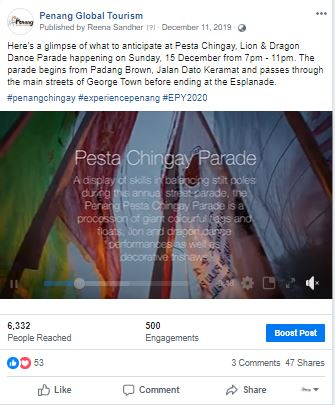 Penang Global Tourism
Published by Reena Sandher [?] · December 11, 2019 ·
Here's a glimpse of what to anticipate at Pesta Chingay, Lion & Dragon
Dance Parade happening on Sunday, 15 December from 7pm - 11pm. The
parade begins from Padang Brown, Jalan Dato Keramat and passes through
the main streets of George Town before ending at the Esplanade.
#penangchingay #experiencepenang #EPY2020
Pesta Chingay Parade
A display of skills in balancing stilt poles
during this annual street parade, the
Penang Pesta Chingay Parade is a
procession of giant colourful flags and
floats, lion and dragon dance
performances as well as
decorative trishaws
6,332
People Reached
500
Engagements
Boost Post
53
3 Comments 47 Shares
Like
Comment
Share